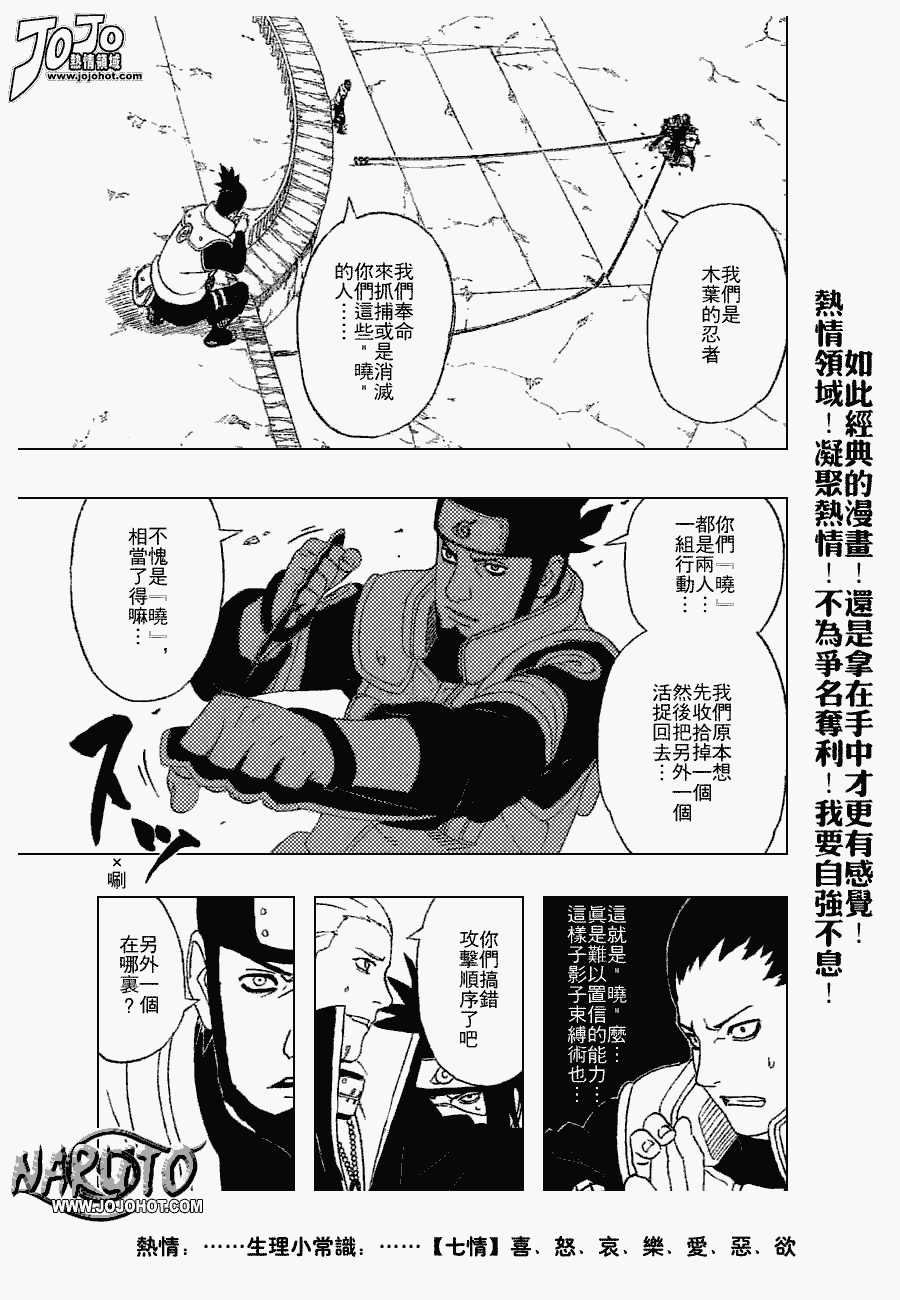 JOJO
熱情領域
www.jojohot.com
我們是
木葉的忍者
我們奉命
來抓捕或是消滅
你們這些"曉"
的人……
如此經典的漫畫！還是拿在手中才更有感覺！
熱情領域！凝聚熱情！不為爭名奪利！我要自強不息！
你們『曉』
都是兩人…
一組行動…
我們原本想
先收拾掉一個
然後把另外一個
活捉回去…
不愧是『曉』，
相當了得嘛…
ズッ
×
唰
這就是"曉"麼…
真是難以置信的能力…
這樣子影子束縛術也…
你們搞錯
攻擊順序了吧
另外一個
在哪裏？
NARUTO
WWW.JOJOHOT.COM
熱情：……生理小常識：……【七情】喜、怒、哀、樂、愛、惡、欲